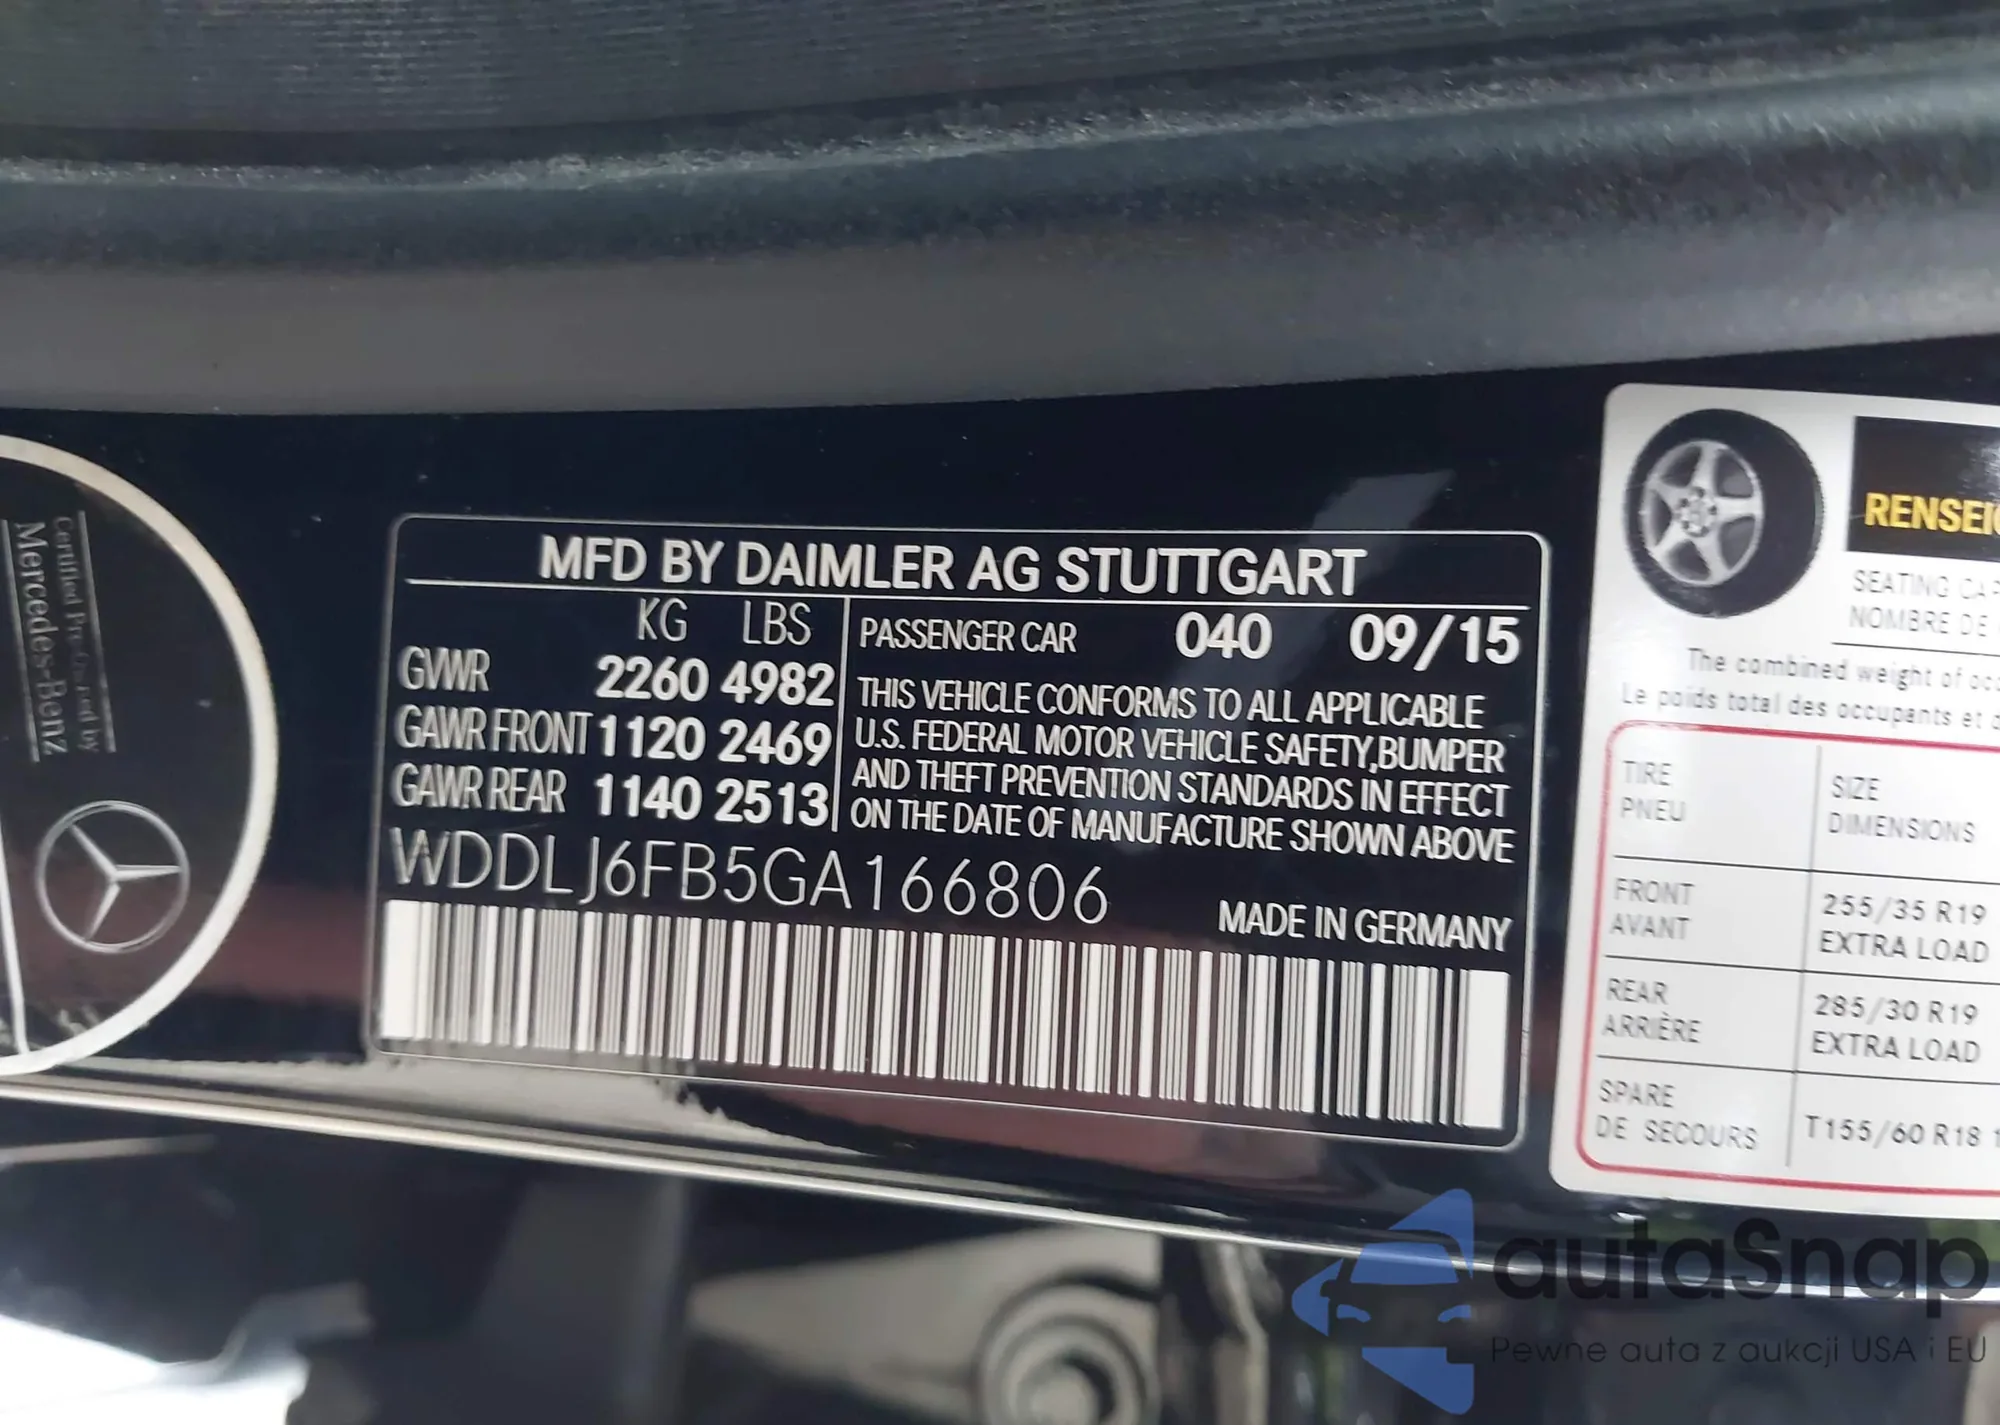 Certified Pre-Owned by
Mercedes-Benz
MFD BY DAIMLER AG STUTTGART
KG LBS
GVWR 2260 4982
GAWR FRONT 1120 2469
GAWR REAR 1140 2513
PASSENGER CAR 040 09/15
THIS VEHICLE CONFORMS TO ALL APPLICABLE
U.S. FEDERAL MOTOR VEHICLE SAFETY,BUMPER
AND THEFT PREVENTION STANDARDS IN EFFECT
ON THE DATE OF MANUFACTURE SHOWN ABOVE
WDDLJ6FB5GA166806
MADE IN GERMANY
RENSEI
SEATING CAP
NOMBRE DE
The combined weight of occ
Le poids total des occupants et d
TIRE
PNEU
SIZE
DIMENSIONS
FRONT
AVANT
255/35 R19
EXTRA LOAD
REAR
ARRIÈRE
285/30 R19
EXTRA LOAD
SPARE
DE SECOURS
T155/60 R18 1
autaSnap
Pewne auta z aukcji USA i EU